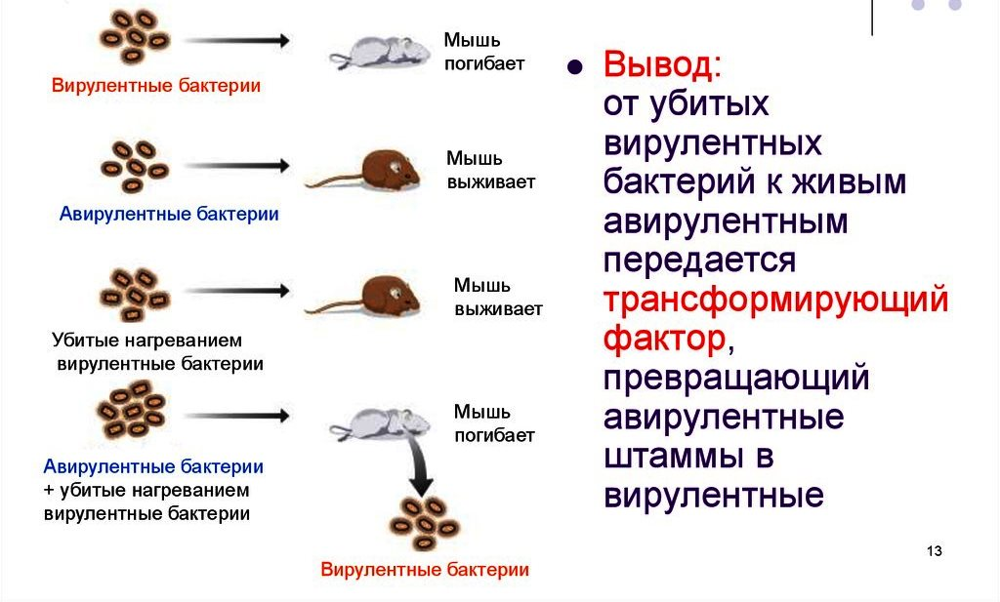 Мышь
погибает
Вирулентные бактерии
Мышь
выживает
Авирулентные бактерии
Мышь
выживает
Убитые нагреванием
вирулентные бактерии
Мышь
погибает
Авирулентные бактерии
+ убитые нагреванием
вирулентные бактерии
Вирулентные бактерии
Вывод:
от убитых
вирулентных
бактерий к живым
авирулентным
передается
трансформирующий
фактор,
превращающий
авирулентные
штаммы в
вирулентные
13